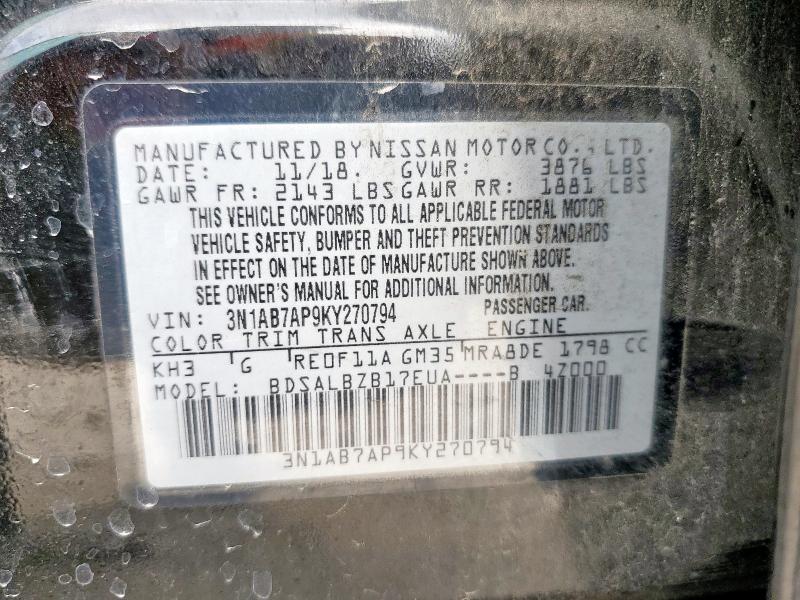 MANUFACTURED BY NISSAN MOTOR CO., LTD.
DATE: 11/18. GVWR: 3876 LBS
GAWR FR: 2143 LBS GAWR RR: 1881 LBS
THIS VEHICLE CONFORMS TO ALL APPLICABLE FEDERAL MOTOR
VEHICLE SAFETY, BUMPER AND THEFT PREVENTION STANDARDS
IN EFFECT ON THE DATE OF MANUFACTURE SHOWN ABOVE.
SEE OWNER'S MANUAL FOR ADDITIONAL INFORMATION.
VIN: 3N1AB7AP9KY270794 PASSENGER CAR.
COLOR TRIM TRANS AXLE ENGINE
KH3 G RE0F11A GM35 MRA8DE 1798 CC
MODEL: BDSALBZB17EUA----B 4Z000
3N1AB7AP9KY270794